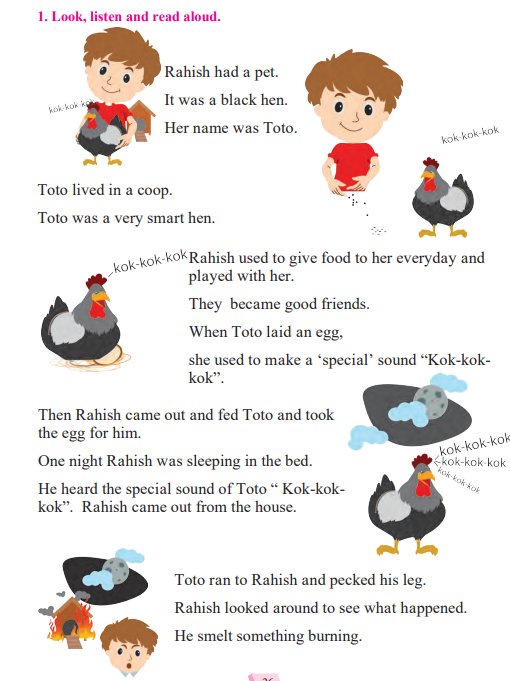 1. Look, listen and read aloud.
kok-kok-kok
Rahish had a pet.
It was a black hen.
Her name was Toto.
kok-kok-kok
Toto lived in a coop.
Toto was a very smart hen.
kok-kok-kok
Rahish used to give food to her everyday and
played with her.
They became good friends.
When Toto laid an egg,
she used to make a ‘special’ sound “Kok-kok-
kok”.
Then Rahish came out and fed Toto and took
the egg for him.
One night Rahish was sleeping in the bed.
kok-kok-kok
kok-kok-kok
kok-kok-kok
He heard the special sound of Toto “ Kok-kok-
kok”. Rahish came out from the house.
Toto ran to Rahish and pecked his leg.
Rahish looked around to see what happened.
He smelt something burning.